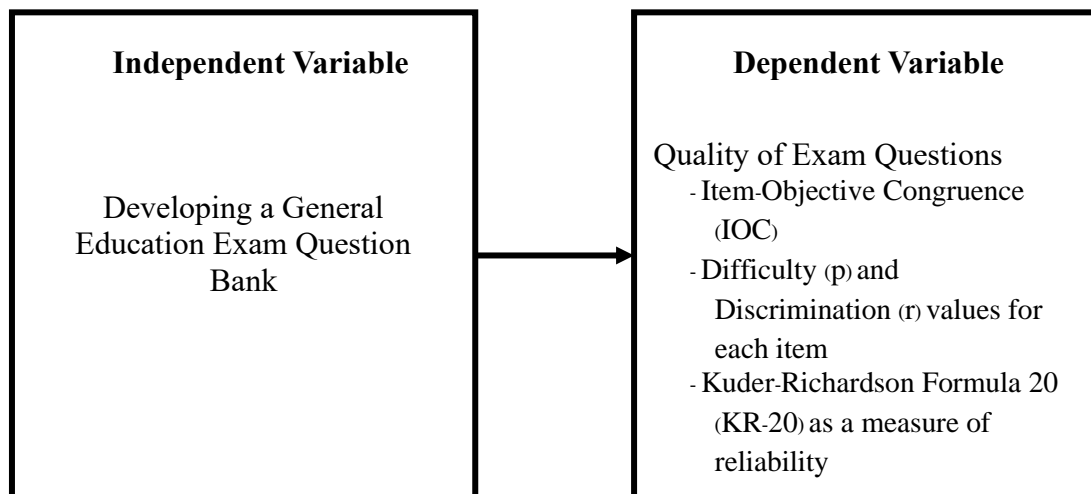 Independent Variable
Developing a General
Education Exam Question
Bank
Dependent Variable
Quality of Exam Questions
- Item-Objective Congruence
(IOC)
- Difficulty (p) and
Discrimination (r) values for
each item
- Kuder-Richardson Formula 20
(KR-20) as a measure of
reliability